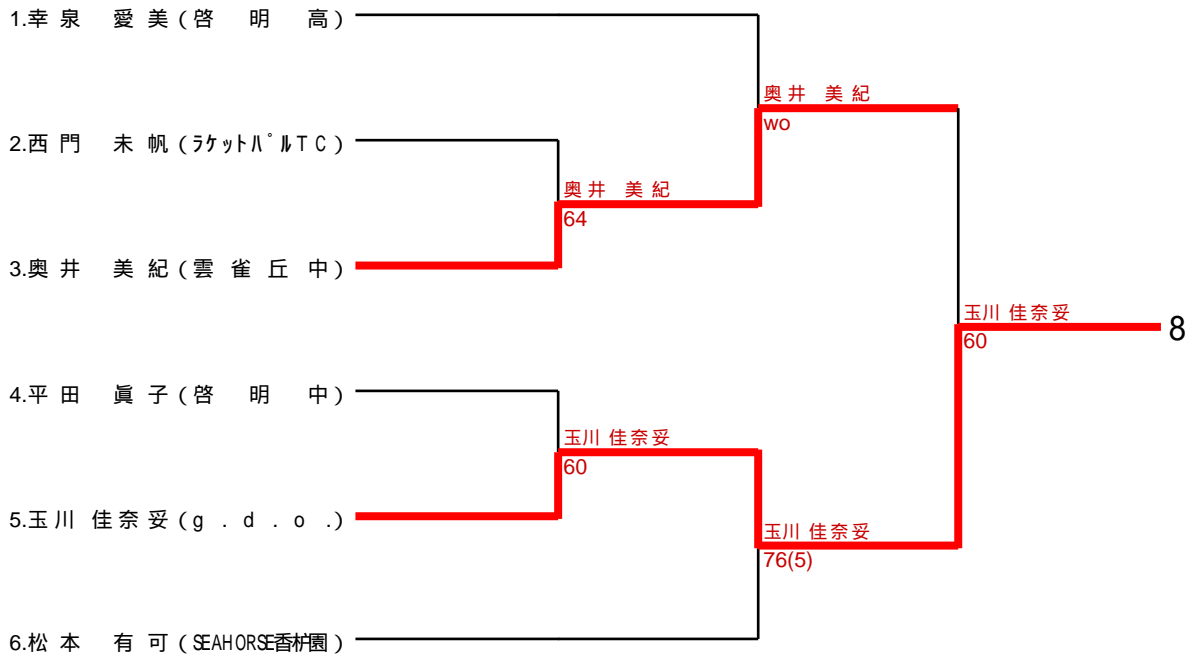 1.幸 泉　愛 美 ( 啓　明　高 )
奥 井　美 紀
wo
2.西 門　未 帆 ( ﾗｹｯﾄﾊﾟﾙT C )
奥 井　美 紀
64
3.奥 井　美 紀 ( 雲 雀 丘 中 )
玉川 佳奈妥
60
8
4.平 田　眞 子 ( 啓　明　中 )
玉川 佳奈妥
60
5.玉 川 佳奈妥 ( g . d . o . )
玉川 佳奈妥
76(5)
6.松 本　有 可 ( SEAHORSE香枦園 )